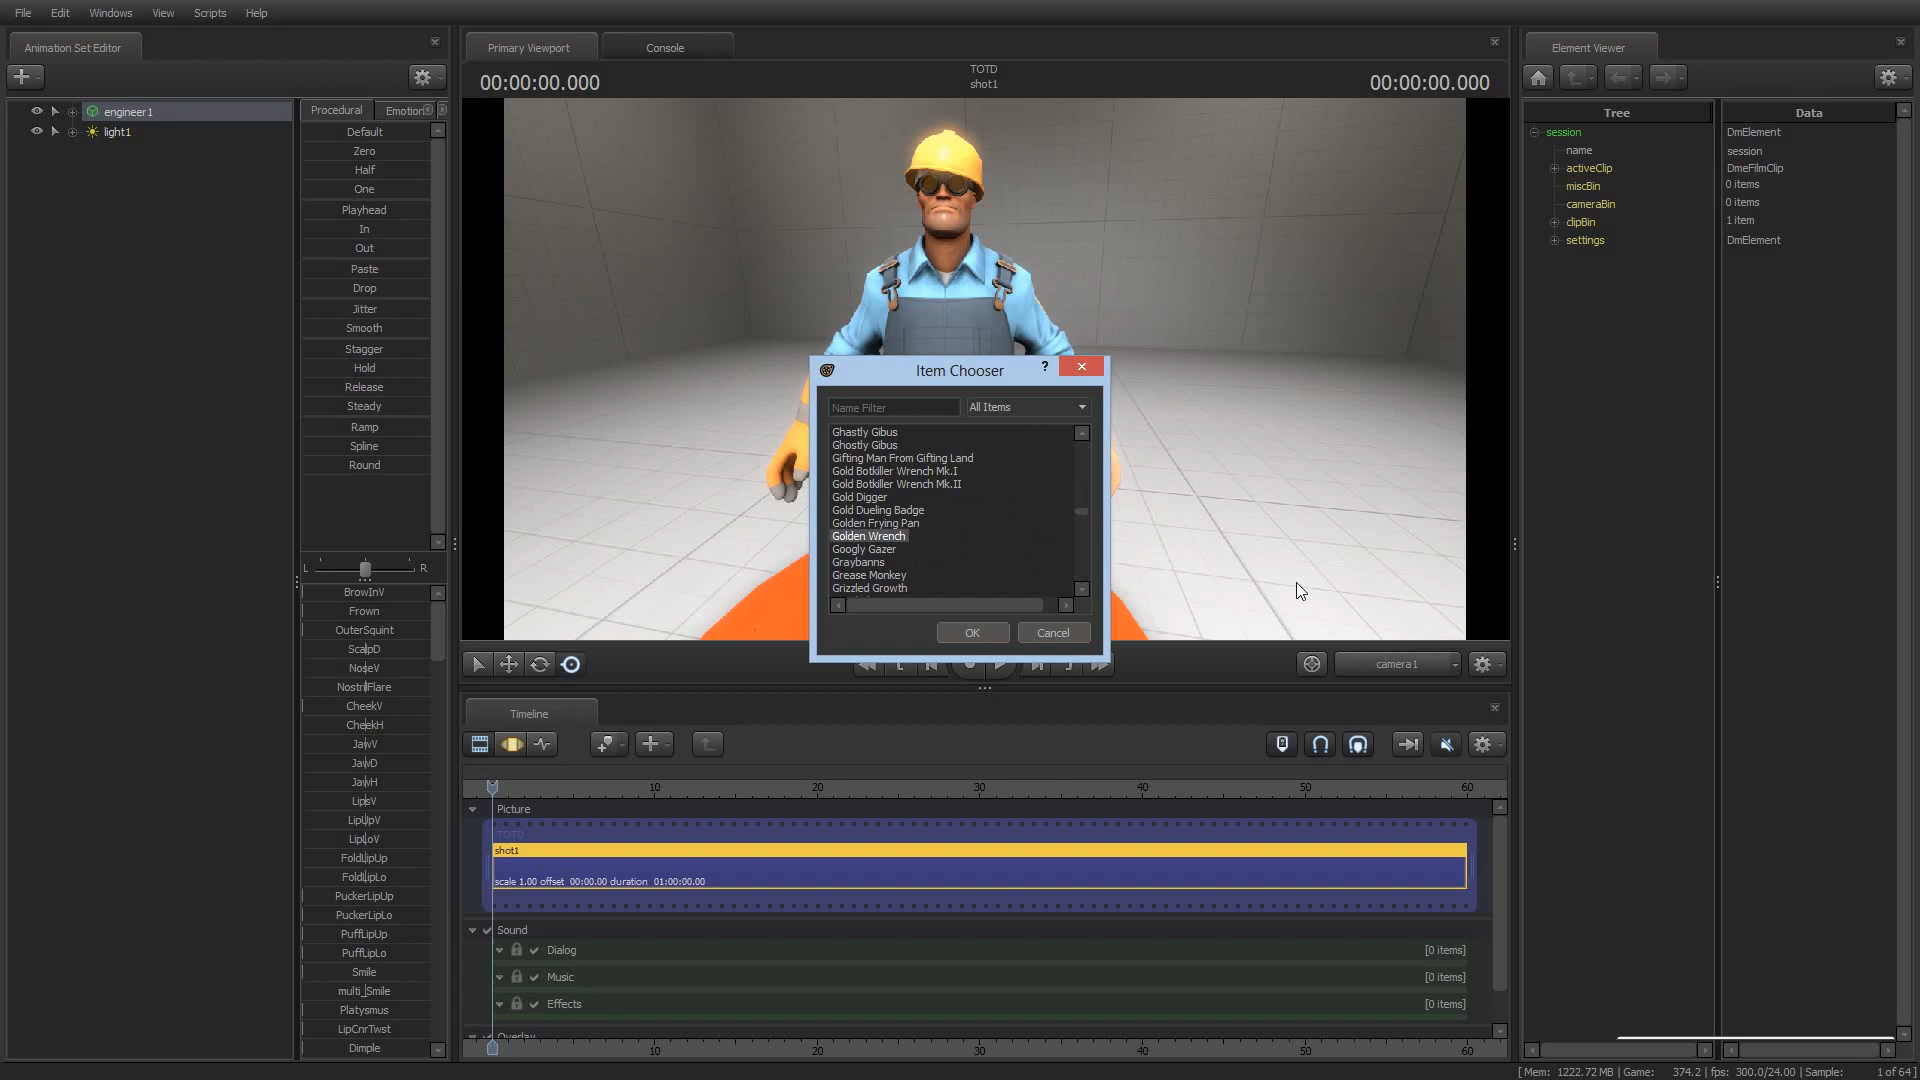 File Edit Windows View Scripts Help
Animation Set Editor
engineer1
light1
Procedural Emotion
Default
Zero
Half
One
Playhead
In
Out
Paste
Drop
Jitter
Smooth
Stagger
Hold
Release
Steady
Ramp
Spline
Round
L R
BrowInV
Frown
OuterSquint
ScalpD
NoseV
NostrilFlare
CheekV
CheekH
JawV
JawD
JawH
LipsV
LipUpV
LipLoV
FoldLipUp
FoldLipLo
PuckerLipUp
PuckerLipLo
PuffLipUp
PuffLipLo
Smile
multi_Smile
Platysmus
LipCnrTwst
Dimple
Primary Viewport Console
00:00:00.000
TOTD
shot1
00:00:00.000
Item Chooser ?
Name Filter All Items
Ghastly Gibus
Ghostly Gibus
Gifting Man From Gifting Land
Gold Botkiller Wrench Mk.I
Gold Botkiller Wrench Mk.II
Gold Digger
Gold Dueling Badge
Golden Frying Pan
Golden Wrench
Googly Gazer
Graybanns
Grease Monkey
Grizzled Growth
OK Cancel
camera1
Timeline
10 20 30 40 50 60
Picture
TOTD
shot1
scale 1.00 offset 00:00.00 duration 01:00:00.00
Sound
Dialog [0 items]
Music [0 items]
Effects [0 items]
Overlay
10 20 30 40 50 60
Element Viewer
Tree Data
session DmElement
name session
activeClip DmeFilmClip
miscBin 0 items
cameraBin 0 items
clipBin 1 item
settings DmElement
[ Mem: 1222.72 MB | Game: 374.2 | fps: 300.0/24.00 | Sample: 1 of 64 ]